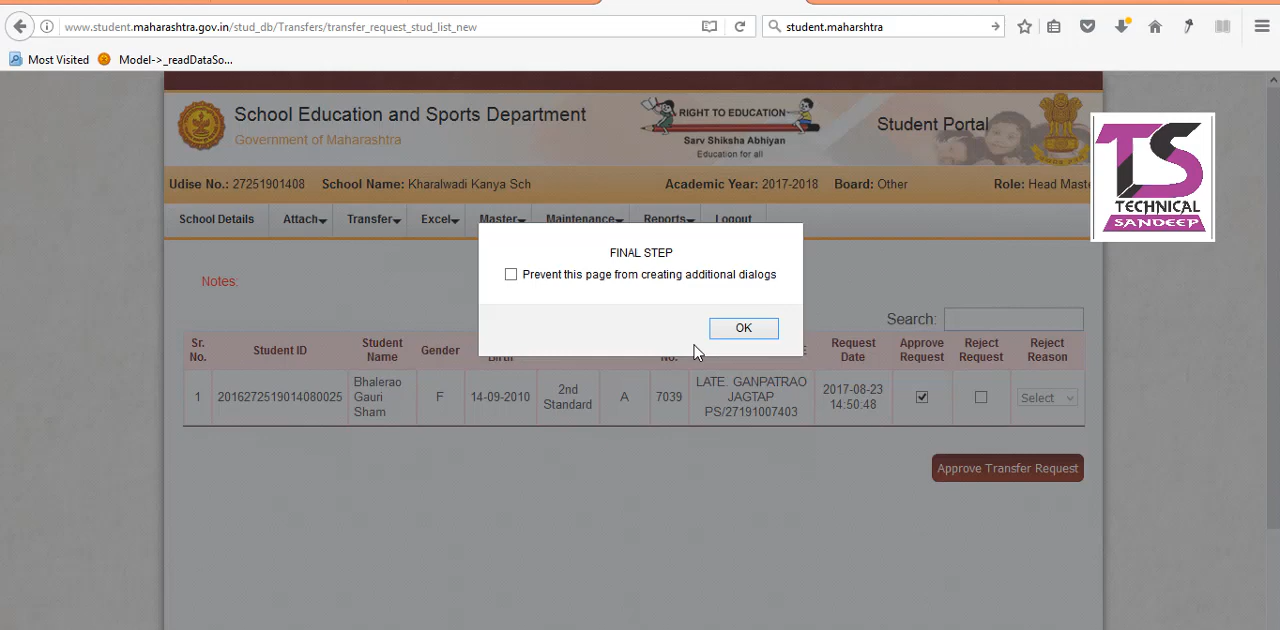 www.student.maharashtra.gov.in/stud_db/Transfers/transfer_request_stud_list_new
student.maharshtra
Most Visited
Model->_readDataSo...
School Education and Sports Department
Government of Maharashtra
RIGHT TO EDUCATION
Sarv Shiksha Abhiyan
Education for all
Student Portal
TS
TECHNICAL
SANDEEP
Udise No.: 27251901408 School Name: Kharalwadi Kanya Sch Academic Year: 2017-2018 Board: Other Role: Head Maste
School Details Attach Transfer Excel Master Maintenance Reports Logout
FINAL STEP
Prevent this page from creating additional dialogs
OK
Notes:
Search:
Sr. No.
Student ID
Student Name
Gender
Birth
No.
Request Date
Approve Request
Reject Request
Reject Reason
1
20162725190140​80025
Bhalerao Gauri Sham
F
14-09-2010
2nd Standard
A
7039
LATE. GANPATRAO JAGTAP PS/27191007403
2017-08-23 14:50:48
Select
Approve Transfer Request